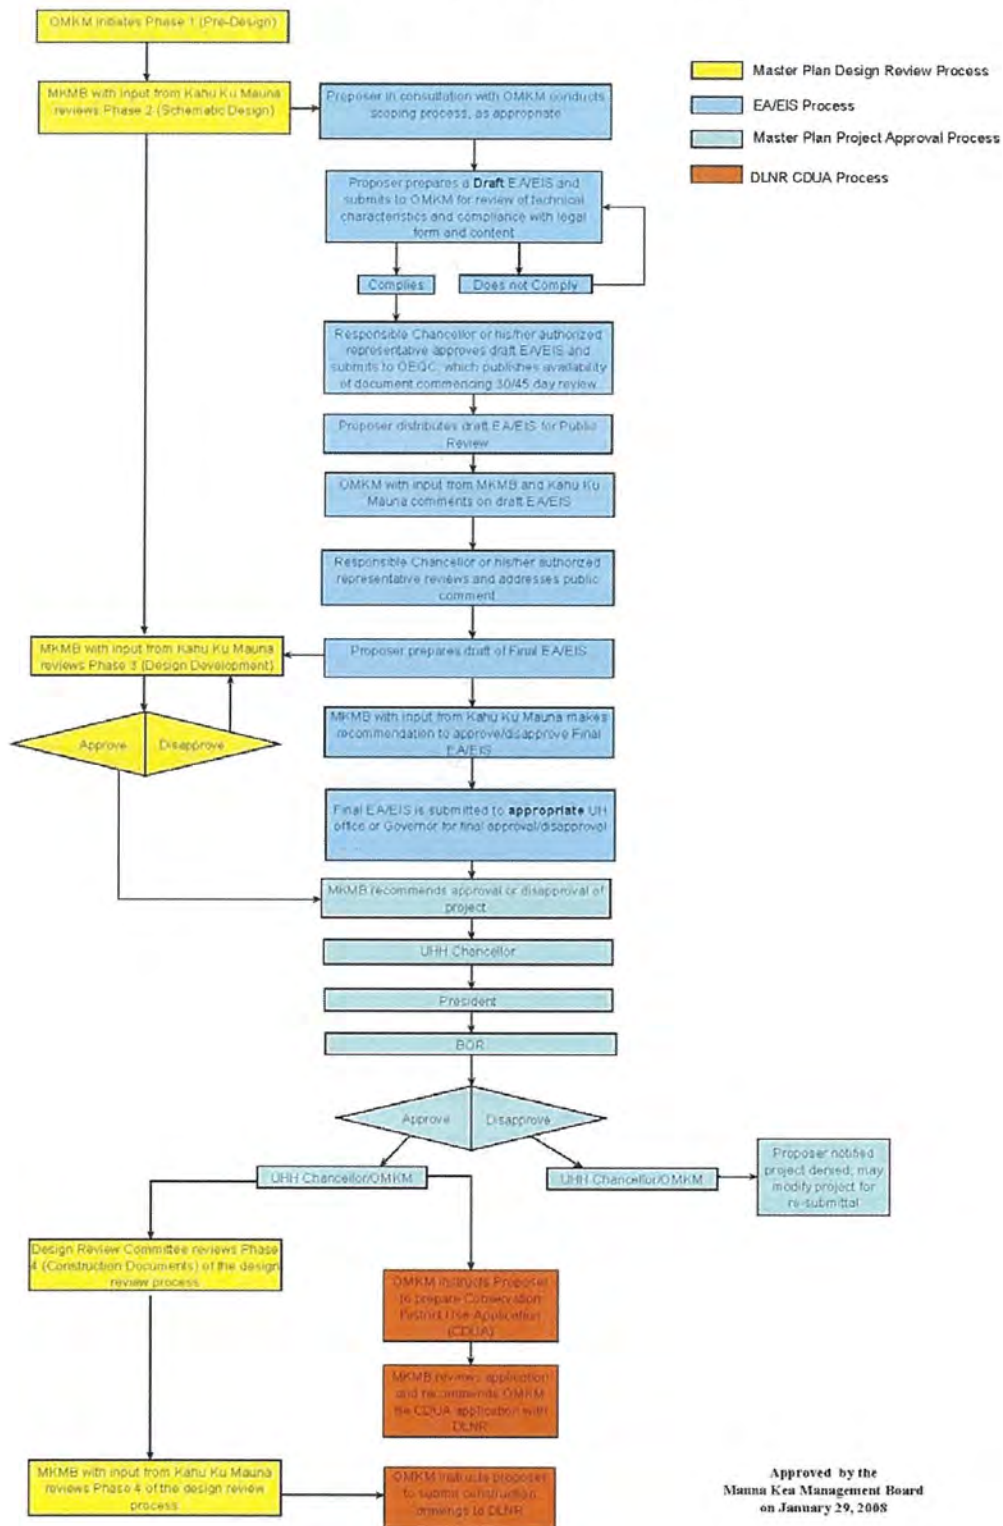 OMKM initiates Phase 1 (Pre-Design)
MKMB with input from Kahu Ku Mauna
reviews Phase 2 (Schematic Design)
Proposer in consultation with OMKM conducts
scoping process, as appropriate
Master Plan Design Review Process
EA/EIS Process
Master Plan Project Approval Process
DLNR CDUA Process
Proposer prepares a Draft EA/EIS and
submits to OMKM for review of technical
characteristics and compliance with legal
form and content
Complies
Does not Comply
Responsible Chancellor or his/her authorized
representative approves draft EA/EIS and
submits to OEQC, which publishes availability
of document commencing 30/45 day review
Proposer distributes draft EA/EIS for Public
Review
OMKM with input from MKMB and Kahu Ku
Mauna comments on draft EA/EIS
Responsible Chancellor or his/her authorized
representative reviews and addresses public
comment
MKMB with input from Kahu Ku Mauna
reviews Phase 3 (Design Development)
Proposer prepares draft of Final EA/EIS
Approve
Disapprove
MKMB with input from Kahu Ku Mauna makes
recommendation to approve/disapprove Final
EA/EIS
Final EA/EIS is submitted to appropriate UH
office or Governor for final approval/disapproval
MKMB recommends approval or disapproval of
project
UHH Chancellor
President
BOR
Approve
Disapprove
UHH Chancellor/OMKM
UHH Chancellor/OMKM
Proposer notified
project denied; may
modify project for
re-submittal
Design Review Committee reviews Phase
4 (Construction Documents) of the design
review process
OMKM instructs Proposer
to prepare Conservation
District Use Application
(CDUA)
MKMB reviews application
and recommends OMKM
file CDUA application with
DLNR
MKMB with input from Kahu Ku Mauna
reviews Phase 4 of the design review
process
OMKM instructs proposer
to submit construction
drawings to DLNR
Approved by the
Mauna Kea Management Board
on January 29, 2008